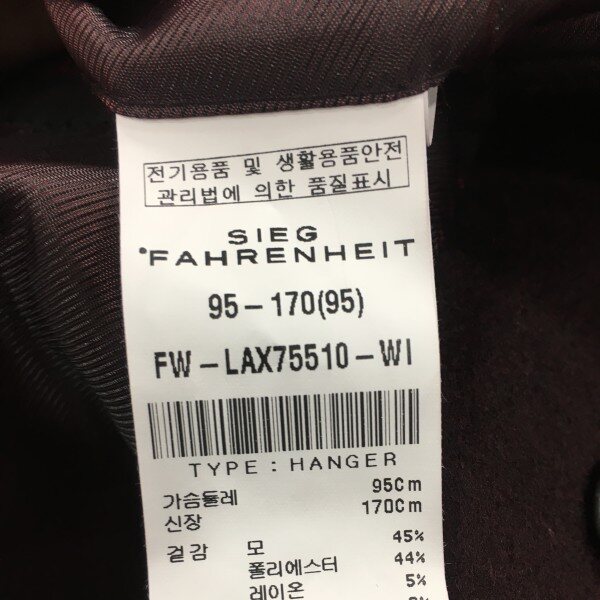 전기용품 및 생활용품안전
관리법에 의한 품질표시
SIEG
°FAHRENHEIT
95-170(95)
FW-LAX75510-WI
TYPE : HANGER
가슴둘레 95Cm
신장 170Cm
겉감 모 45%
폴리에스터 44%
레이온 5%